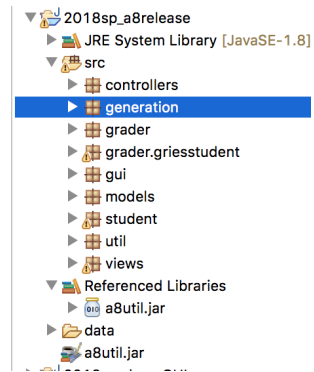 2018sp_a8release
JRE System Library [JavaSE-1.8]
src
controllers
generation
grader
grader.griesstudent
gui
models
student
util
views
Referenced Libraries
a8util.jar
data
a8util.jar